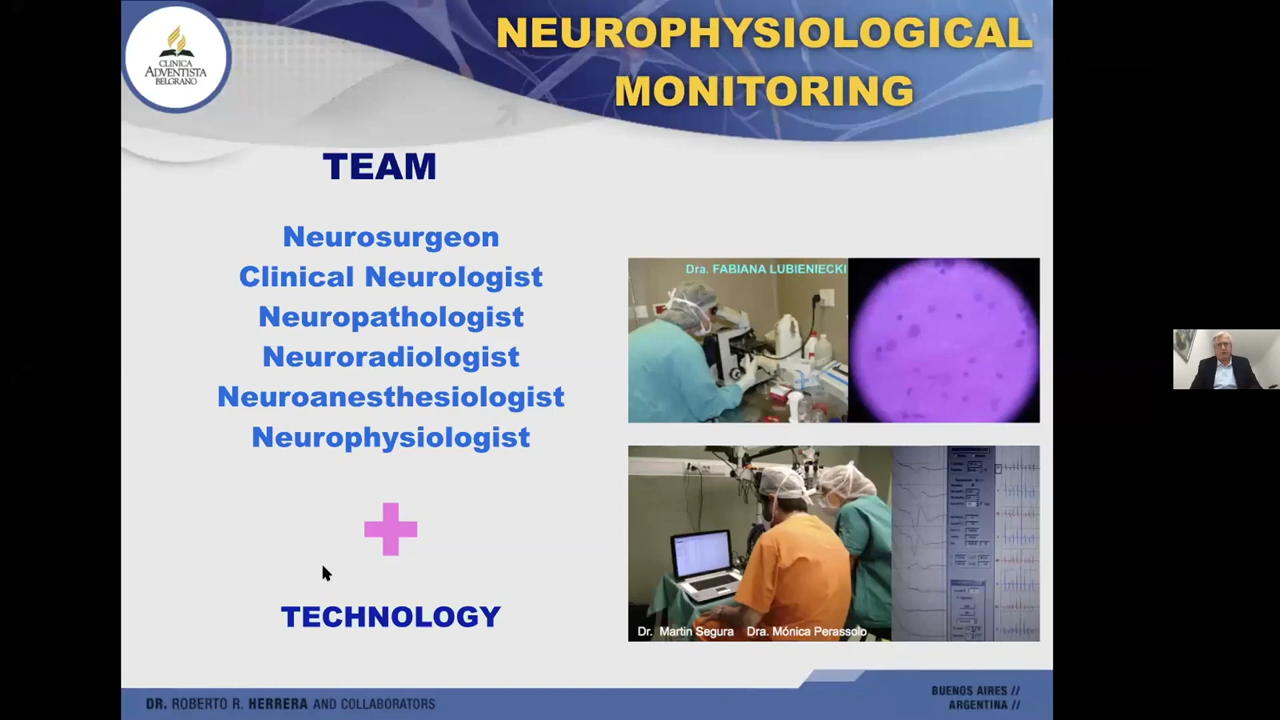 CLINICA
ADVENTISTA
BELGRANO
NEUROPHYSIOLOGICAL
MONITORING
TEAM
Neurosurgeon
Clinical Neurologist
Neuropathologist
Neuroradiologist
Neuroanesthesiologist
Neurophysiologist
TECHNOLOGY
Dra. FABIANA LUBIENIECKI
Dr. Martin Segura Dra. Mónica Perassolo
DR. ROBERTO R. HERRERA AND COLLABORATORS
BUENOS AIRES //
ARGENTINA //